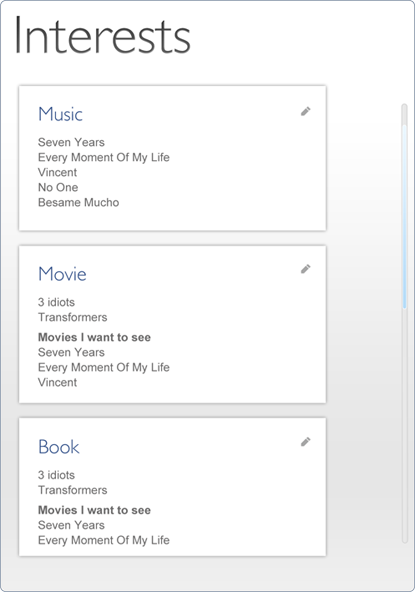 Interests
Music
Seven Years
Every Moment Of My Life
Vincent
No One
Besame Mucho
Movie
3 idiots
Transformers
Movies I want to see
Seven Years
Every Moment Of My Life
Vincent
Book
3 idiots
Transformers
Movies I want to see
Seven Years
Every Moment Of My Life